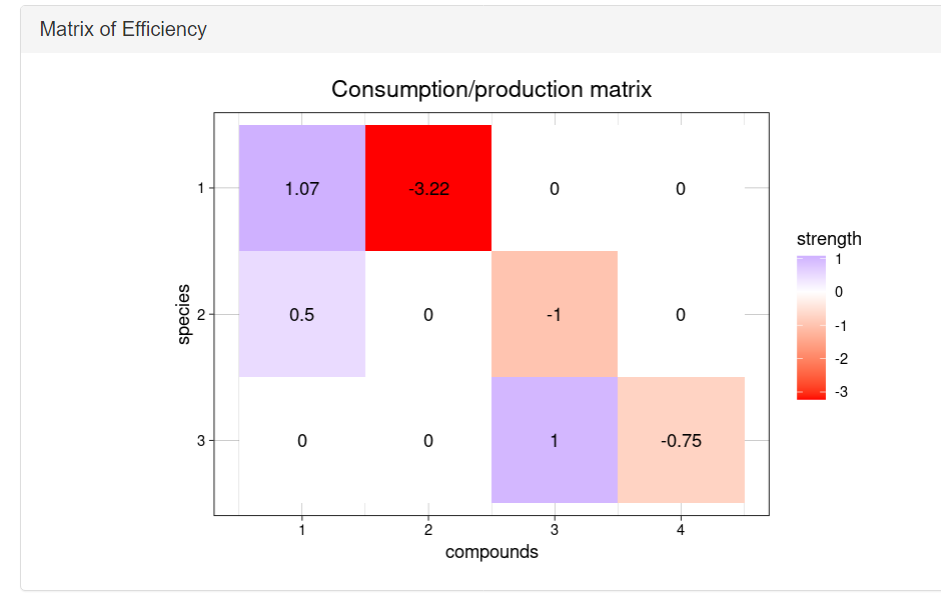 Matrix of Efficiency
Consumption/production matrix
1 1.07 -3.22 0 0
2 0.5 0 -1 0
3 0 0 1 -0.75
species
1 2 3 4
compounds
strength
1
0
-1
-2
-3